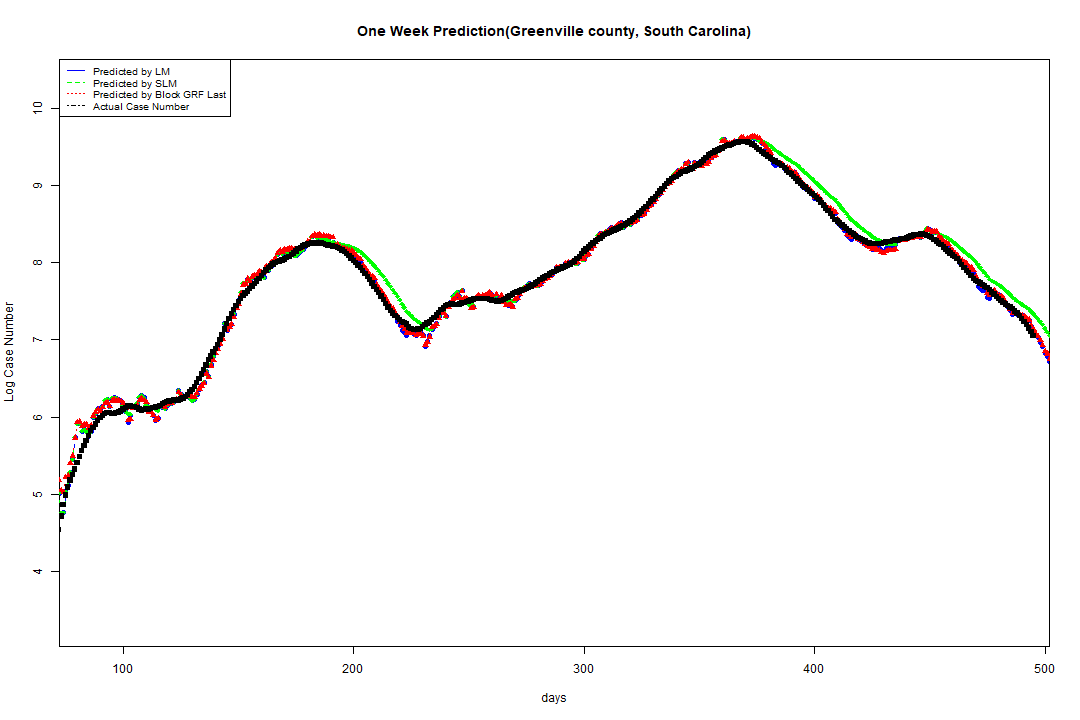 One Week Prediction(Greenville county, South Carolina)
Predicted by LM
Predicted by SLM
Predicted by Block GRF Last
Actual Case Number
10
9
8
7
6
5
4
Log Case Number
100 200 300 400 500
days